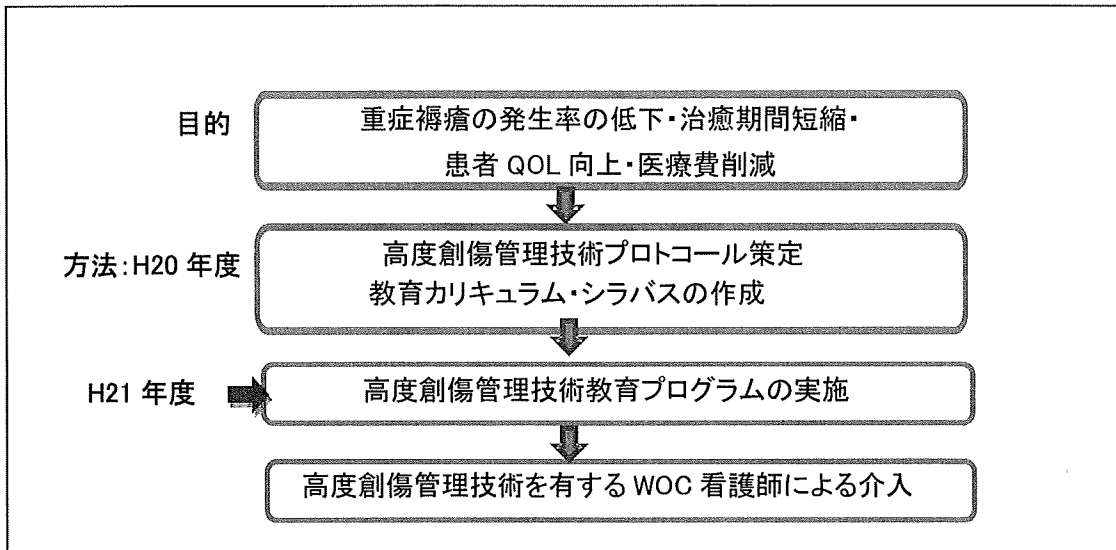 目的
重症褥瘡の発生率の低下・治癒期間短縮・
患者 QOL 向上・医療費削減
方法：H20 年度
高度創傷管理技術プロトコール策定
教育カリキュラム・シラバスの作成
H21 年度
高度創傷管理技術教育プログラムの実施
高度創傷管理技術を有する WOC 看護師による介入